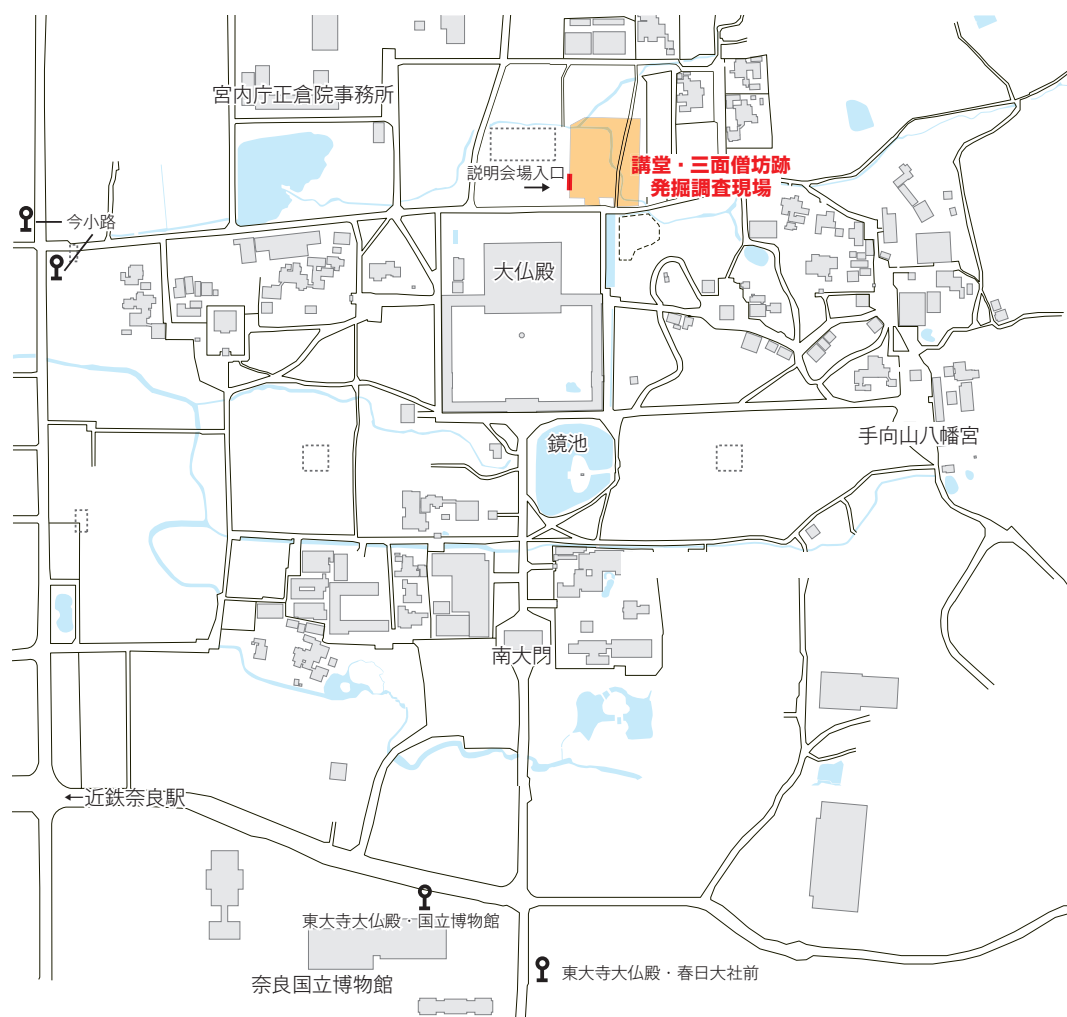 宮内庁正倉院事務所
説明会場入口
講堂・三面僧坊跡
発掘調査現場
今小路
大仏殿
鏡池
手向山八幡宮
南大門
近鉄奈良駅
東大寺大仏殿・国立博物館
奈良国立博物館
東大寺大仏殿・春日大社前